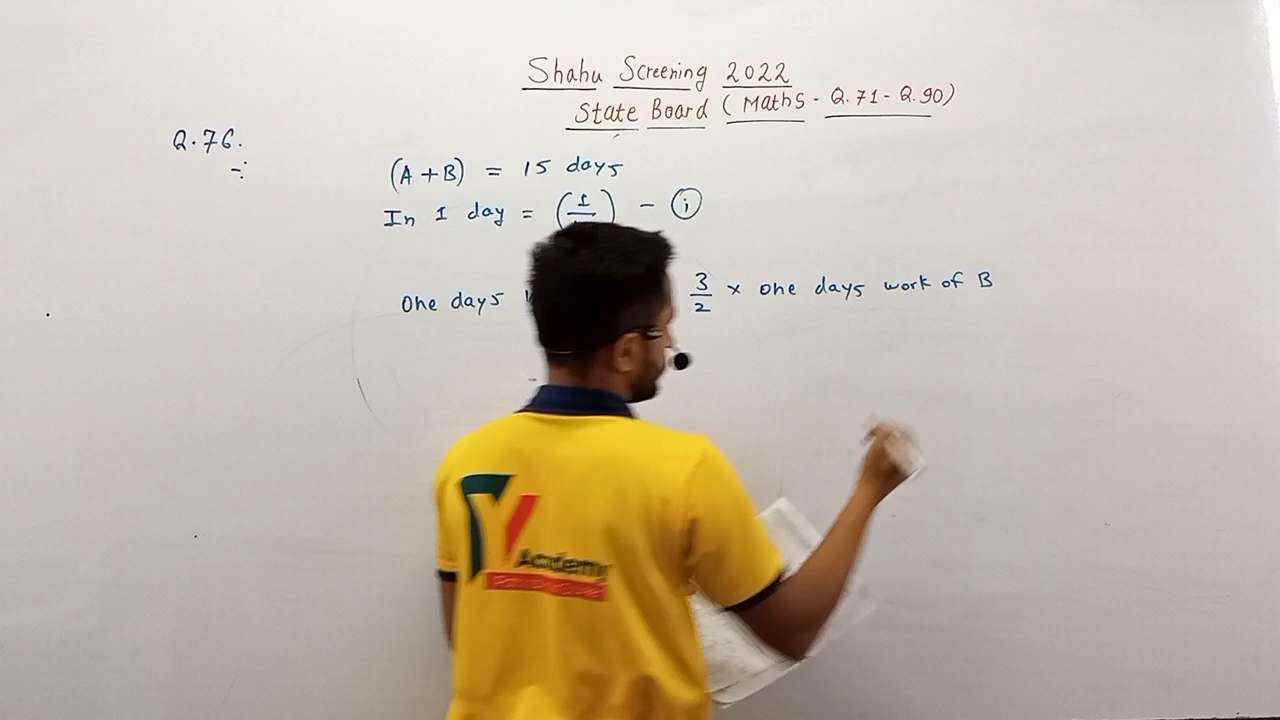 Shahu Screening 2022
State Board (Maths - Q.71 - Q.90)
Q.76.
(A + B) = 15 days
In 1 day = (1/ ) - (i)
One days 3/2 x one days work of B
Academy